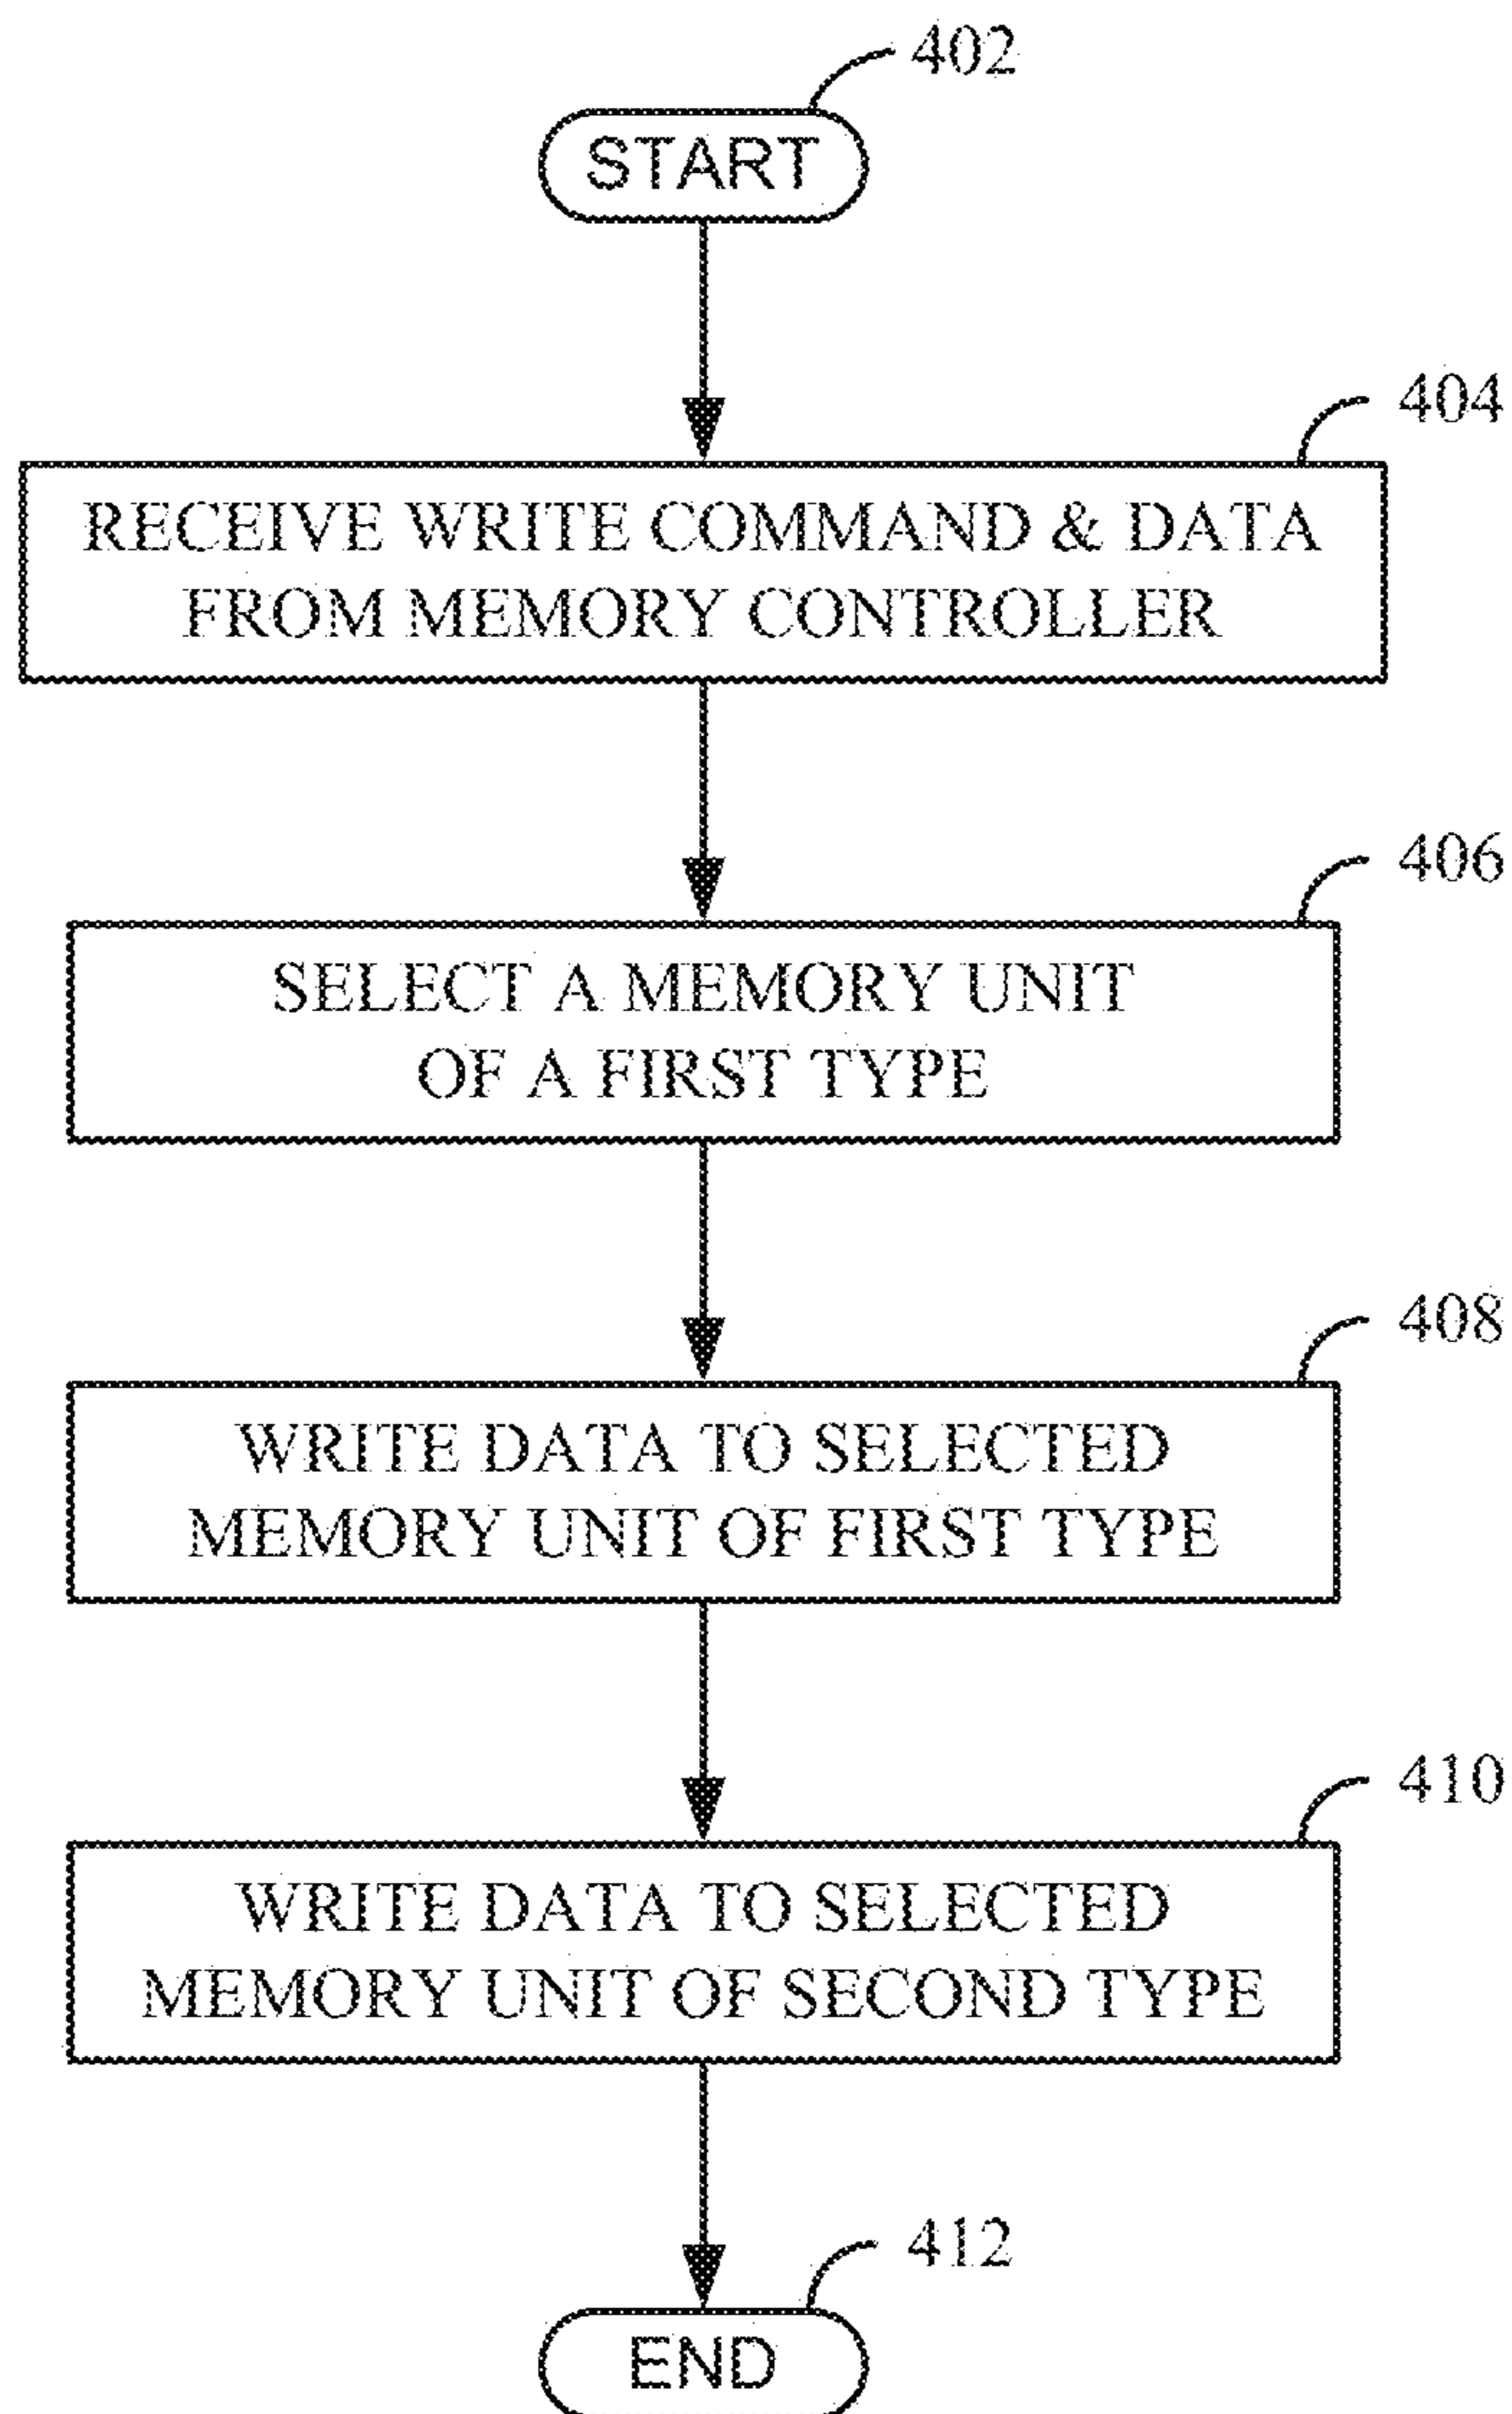 402
START
404
RECEIVE WRITE COMMAND & DATA
FROM MEMORY CONTROLLER
406
SELECT A MEMORY UNIT
OF A FIRST TYPE
408
WRITE DATA TO SELECTED
MEMORY UNIT OF FIRST TYPE
410
WRITE DATA TO SELECTED
MEMORY UNIT OF SECOND TYPE
412
END